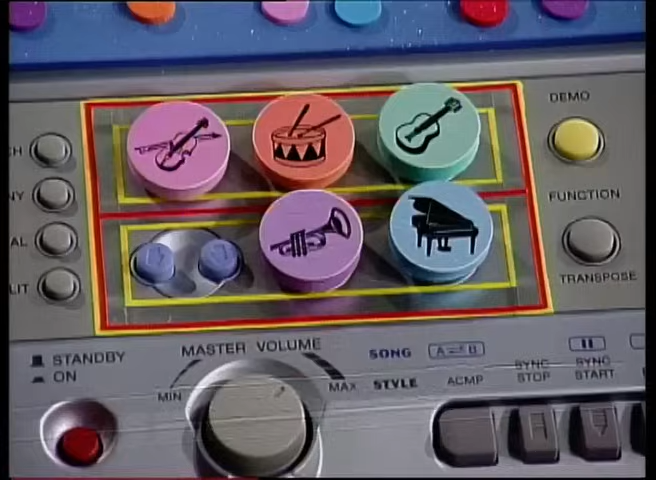 DEMO
FUNCTION
TRANSPOSE
STANDBY
ON
MASTER VOLUME
MIN
MAX
SONG
STYLE
A⇄B
ACMP
SYNC
STOP
SYNC
START